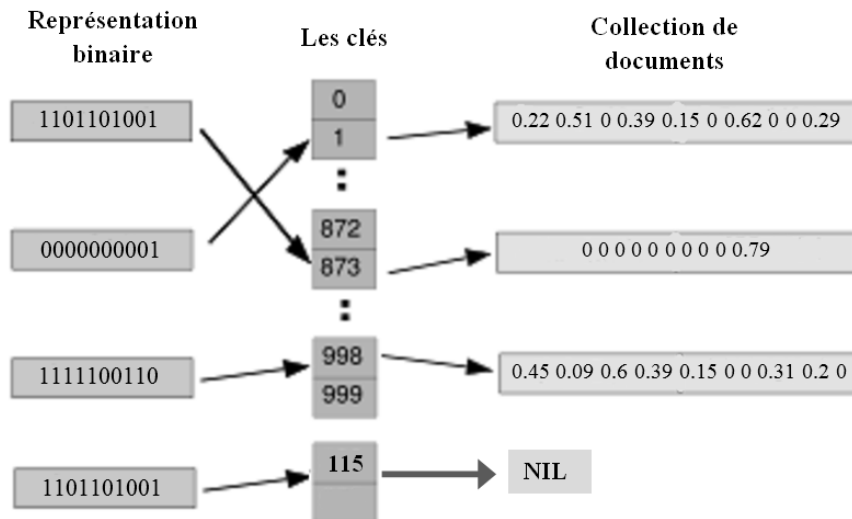 Représentation
binaire
Les clés
Collection de
documents
1101101001
0000000001
1111100110
1101101001
0
1
:
872
873
:
998
999
115
0.22 0.51 0 0.39 0.15 0 0.62 0 0 0.29
0 0 0 0 0 0 0 0 0 0.79
0.45 0.09 0.6 0.39 0.15 0 0 0.31 0.2 0
NIL